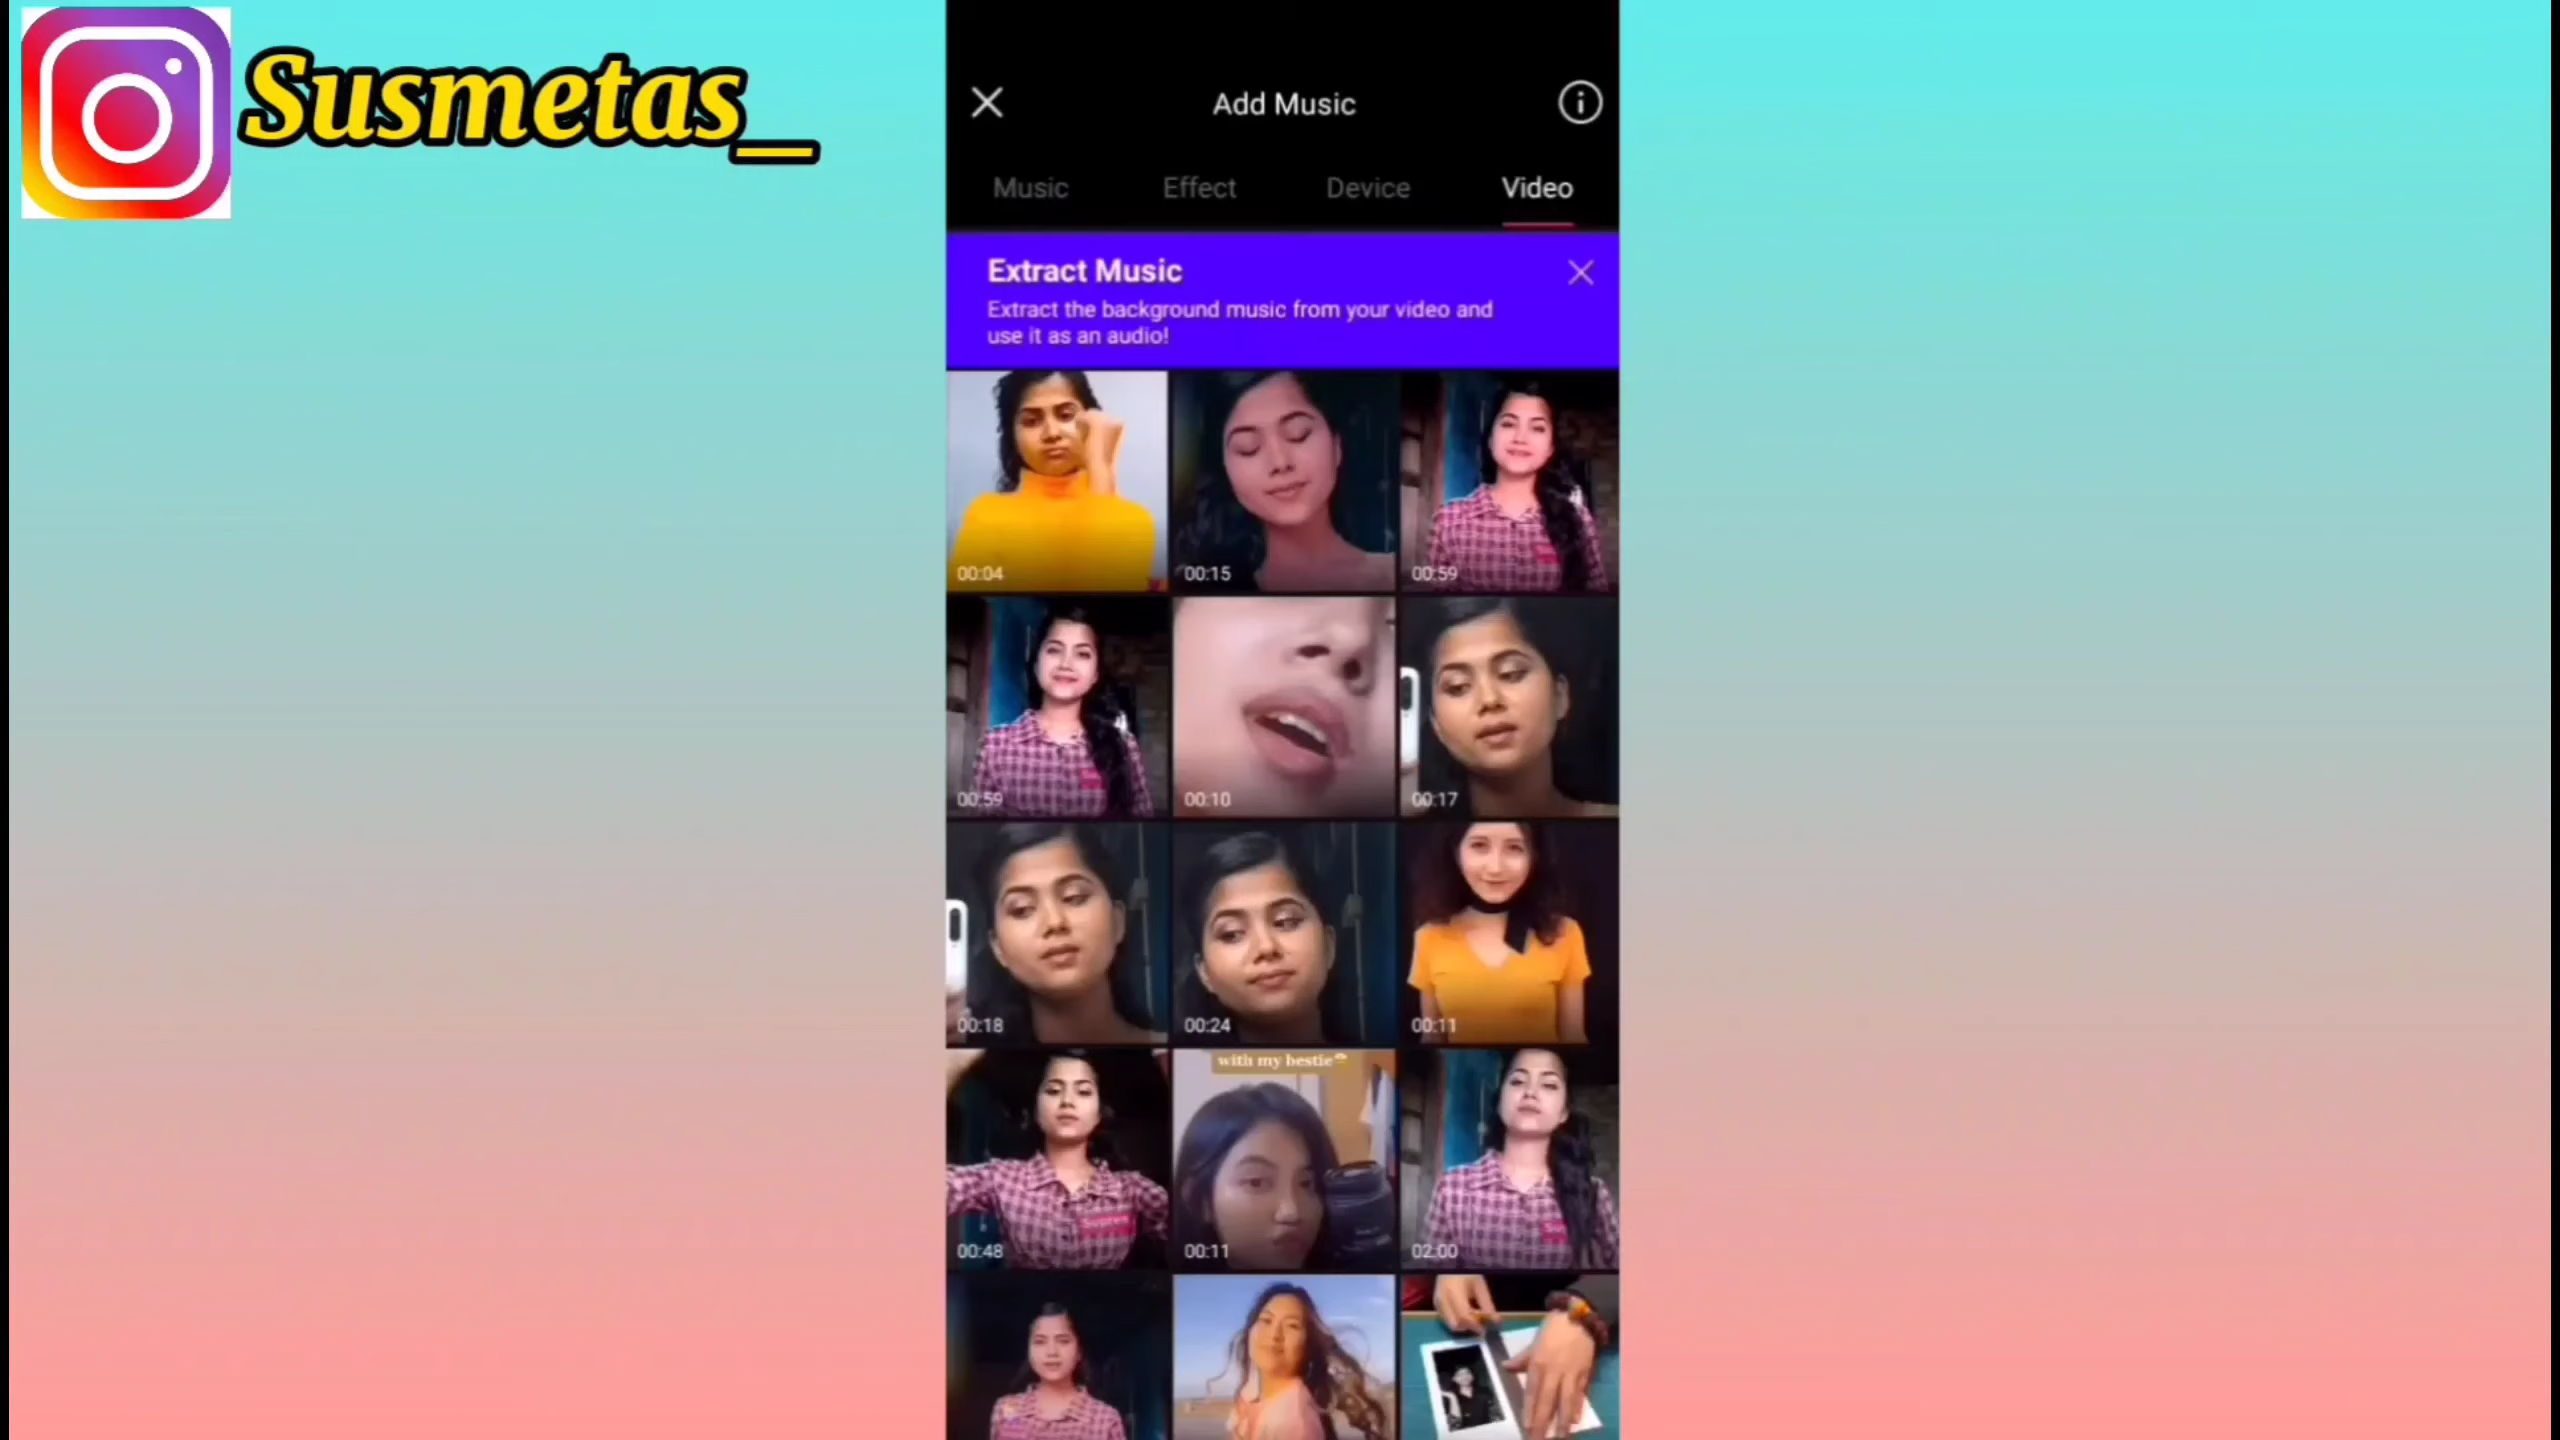 Susmetas_
Add Music
Music Effect Device Video
Extract Music
Extract the background music from your video and
use it as an audio!
00:04 00:15 00:59
00:59 00:10 00:17
00:18 00:24 00:11
with my bestie
00:48 00:11 02:00